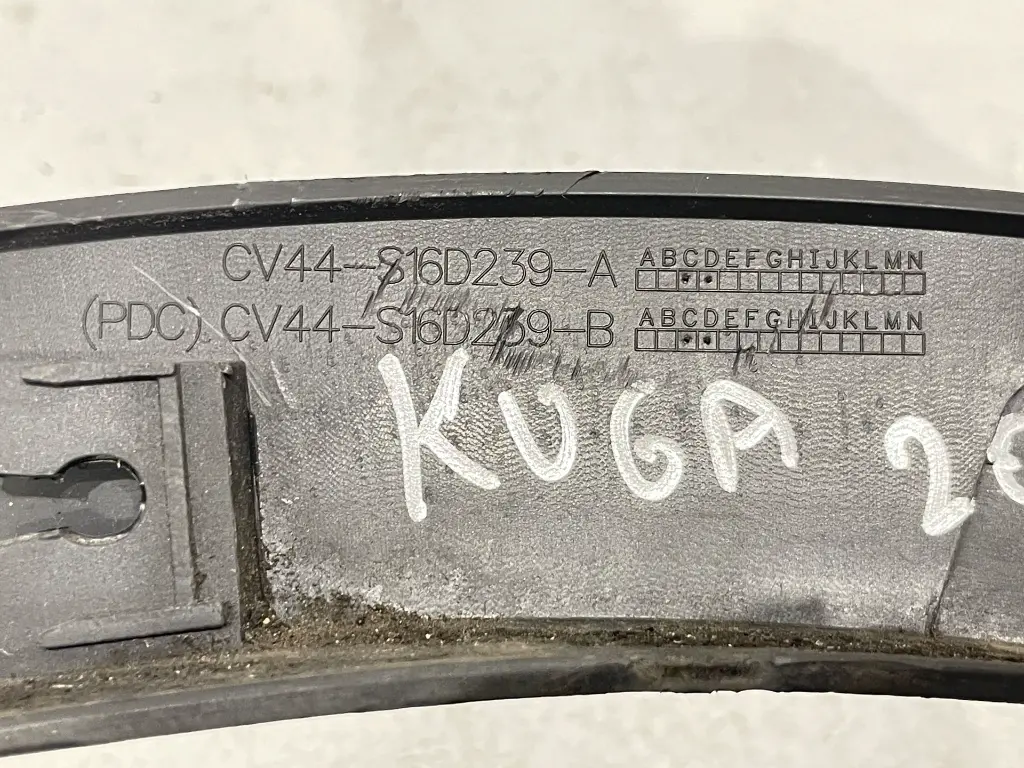 CV44-S16D239-A ABCDEFGHIJKLMN
(PDC) CV44-S16D239-B ABCDEFGHIJKLMN
KUGA